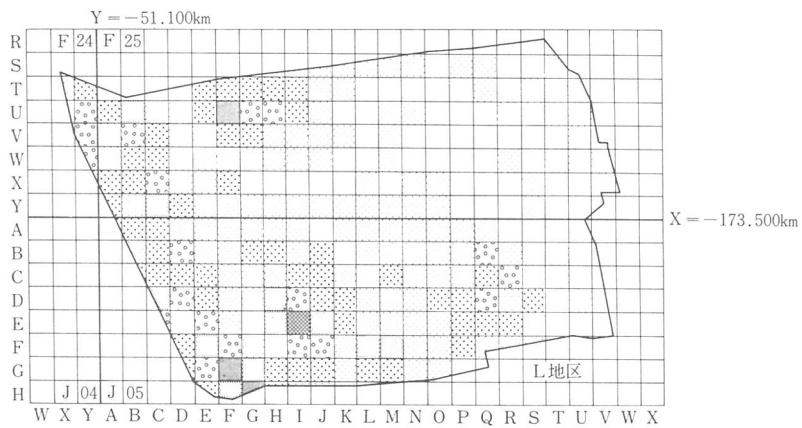 Y＝−51.100km
R F 24 F 25
S
T
U
V
W
X
Y
A X＝−173.500km
B
C
D
E
F
G L地区
H J 04 J 05
W X Y A B C D E F G H I J K L M N O P Q R S T U V W X